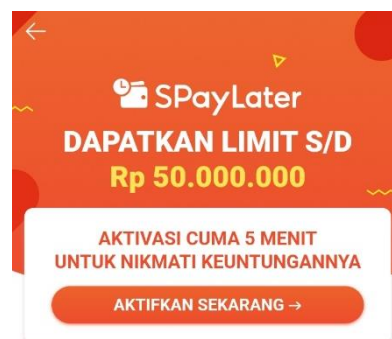 SPayLater
DAPATKAN LIMIT S/D
Rp 50.000.000
AKTIVASI CUMA 5 MENIT
UNTUK NIKMATI KEUNTUNGANNYA
AKTIFKAN SEKARANG →